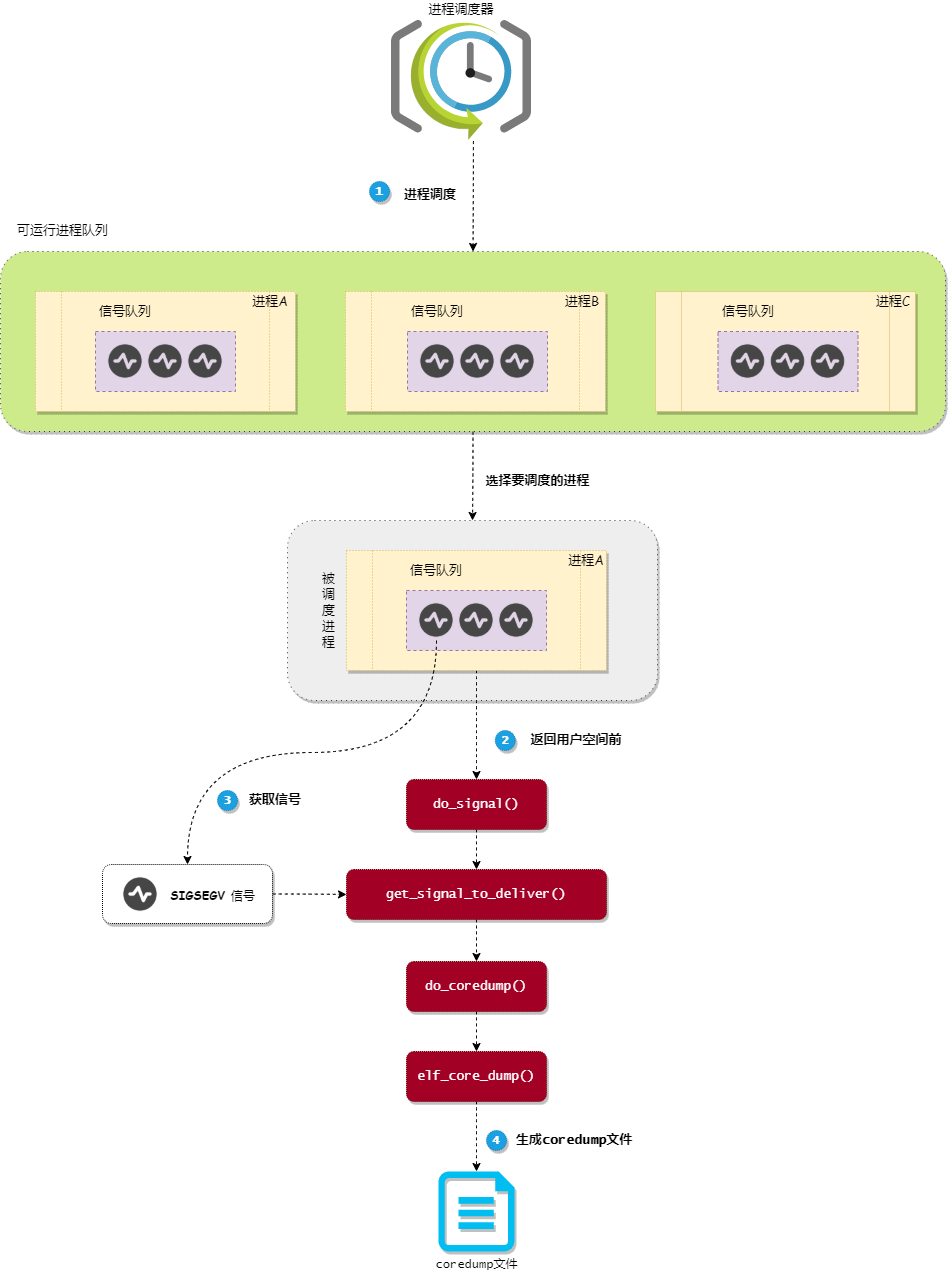 进程调度器
1 进程调度
可运行进程队列
进程A
信号队列
进程B
信号队列
进程C
信号队列
选择要调度的进程
被调度进程
进程A
信号队列
2 返回用户空间前
do_signal()
3 获取信号
SIGSEGV 信号
get_signal_to_deliver()
do_coredump()
elf_core_dump()
4 生成coredump文件
coredump文件